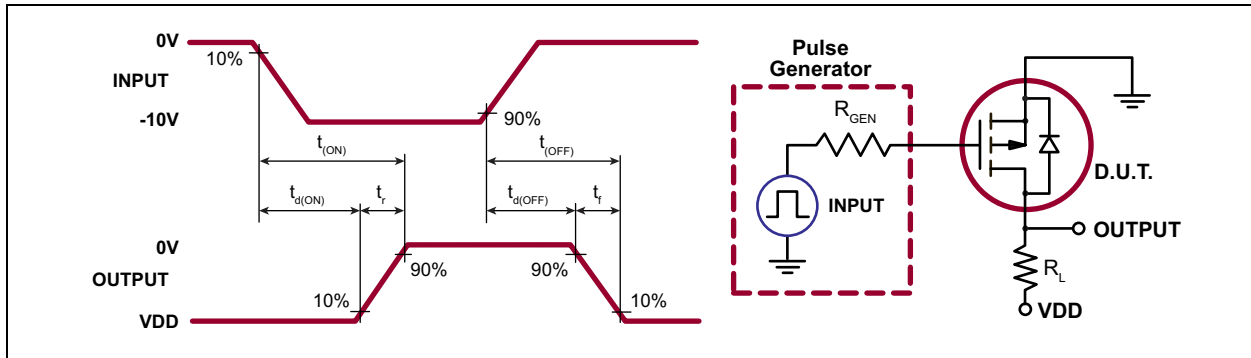 0V
10%
INPUT
-10V
90%
t(ON)
t(OFF)
td(ON)
tr
td(OFF)
tf
0V
OUTPUT
90%
90%
10%
10%
VDD
Pulse
Generator
RGEN
INPUT
D.U.T.
OUTPUT
RL
VDD